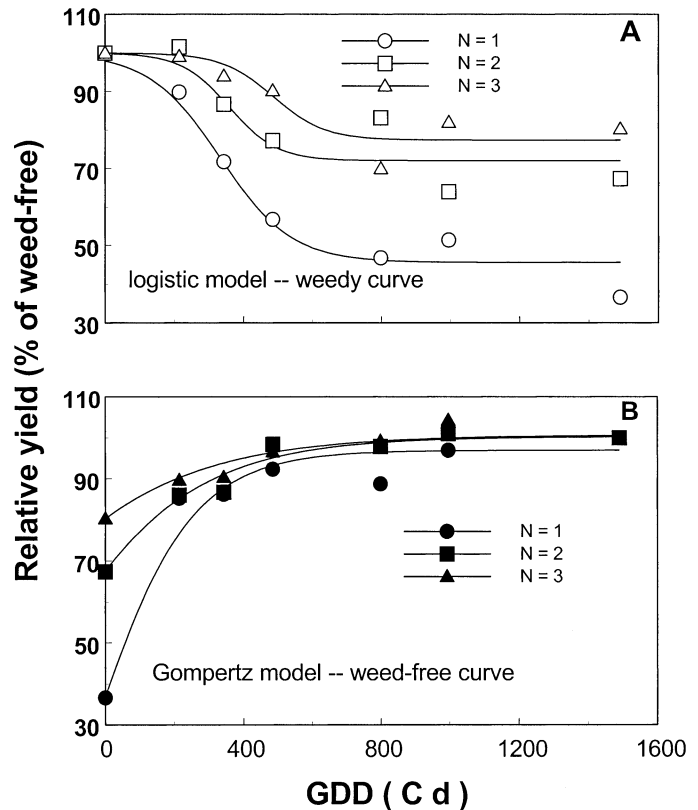 A
N = 1
N = 2
N = 3
110
90
70
50
30
logistic model -- weedy curve
Relative yield (% of weed-free)
B
110
90
70
50
30
N = 1
N = 2
N = 3
Gompertz model -- weed-free curve
0 400 800 1200 1600
GDD ( C d )